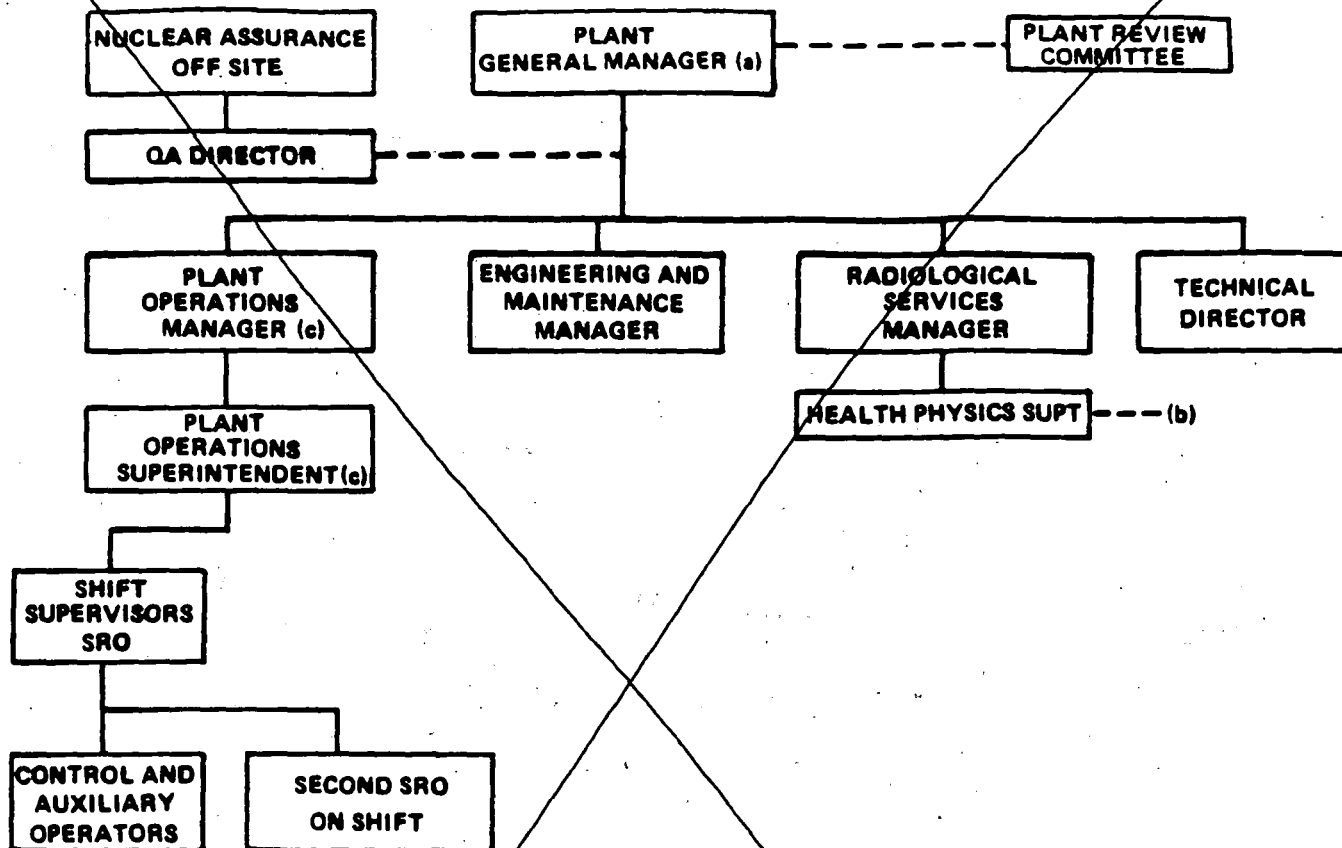 NUCLEAR ASSURANCE
OFF SITE
PLANT
GENERAL MANAGER (a)
PLANT REVIEW
COMMITTEE
QA DIRECTOR
PLANT
OPERATIONS
MANAGER (c)
ENGINEERING AND
MAINTENANCE
MANAGER
RADIOLOGICAL
SERVICES
MANAGER
TECHNICAL
DIRECTOR
PLANT
OPERATIONS
SUPERINTENDENT (c)
HEALTH PHYSICS SUPT
(b)
SHIFT
SUPERVISORS
SRO
CONTROL AND
AUXILIARY
OPERATORS
SECOND SRO
ON SHIFT